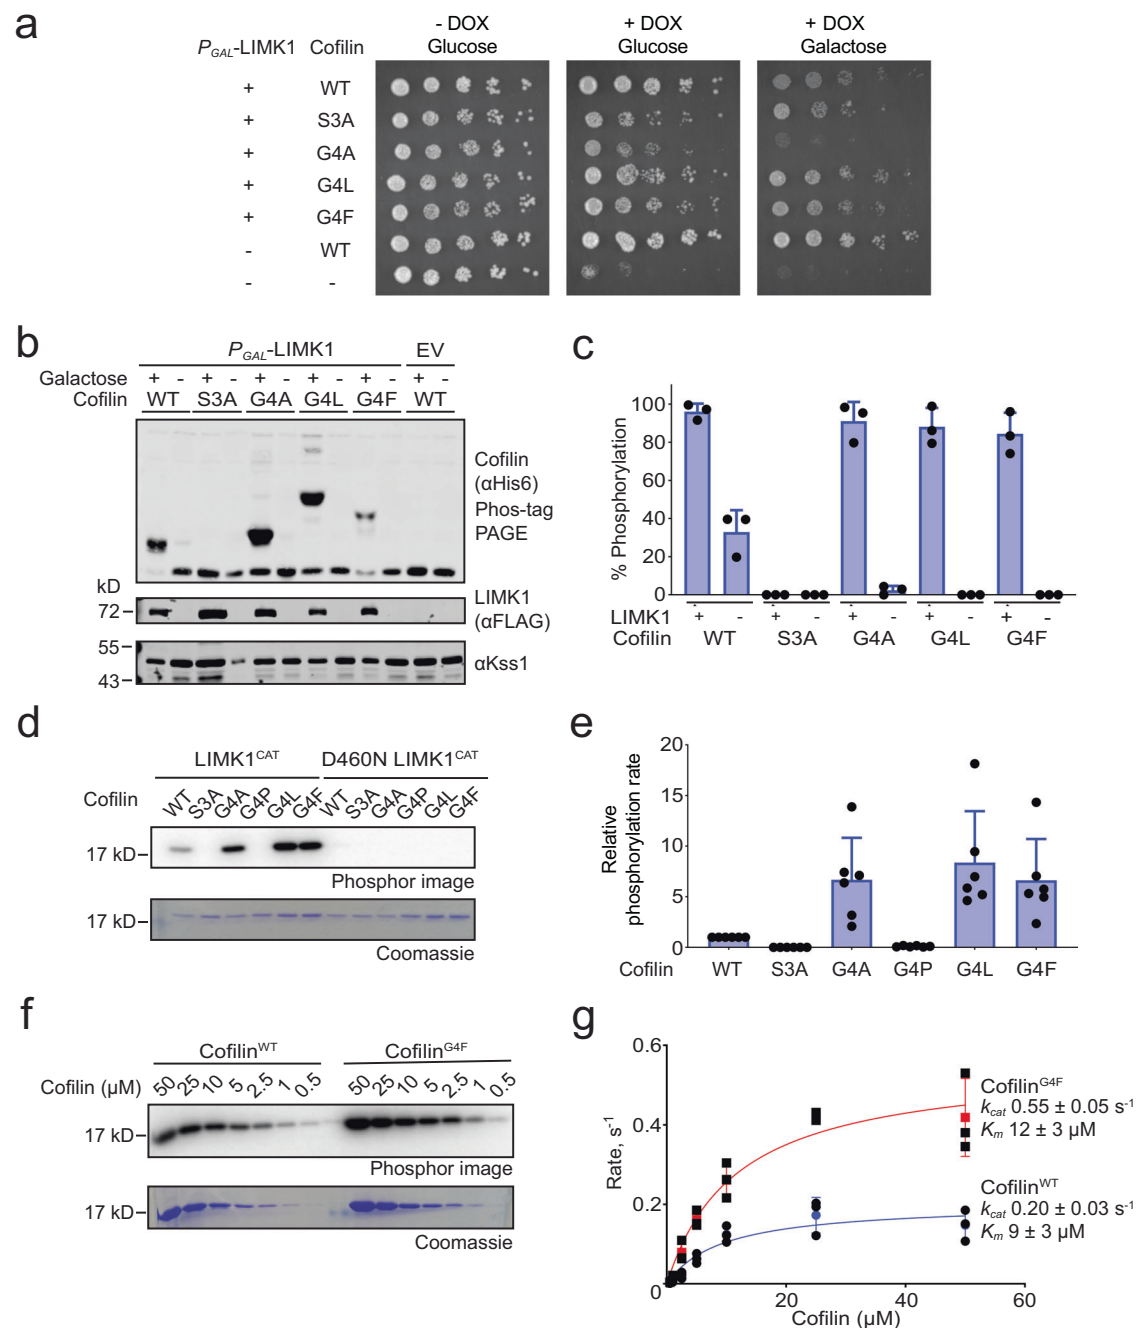 a
- DOX
Glucose
+ DOX
Glucose
+ DOX
Galactose
P_GAL-LIMK1 Cofilin
+ WT
+ S3A
+ G4A
+ G4L
+ G4F
- WT
- -
b
P_GAL-LIMK1 EV
Galactose + - + - + - + - + - + -
Cofilin WT S3A G4A G4L G4F WT
Cofilin
(αHis6)
Phos-tag
PAGE
kD
72
LIMK1
(αFLAG)
55
43
αKss1
c
% Phosphorylation
100
80
60
40
20
0
LIMK1 + - + - + - + - + -
Cofilin WT S3A G4A G4L G4F
d
LIMK1^CAT D460N LIMK1^CAT
Cofilin WT S3A G4A G4P G4L G4F WT S3A G4A G4P G4L G4F
17 kD
Phosphor image
17 kD
Coomassie
e
Relative
phosphorylation rate
20
15
10
5
0
Cofilin WT S3A G4A G4P G4L G4F
f
Cofilin^WT Cofilin^G4F
Cofilin (µM) 50 25 10 5 2.5 1 0.5 50 25 10 5 2.5 1 0.5
17 kD
Phosphor image
17 kD
Coomassie
g
Rate, s⁻¹
0.6
0.4
0.2
0
20 40 60
Cofilin (µM)
Cofilin^G4F
k_cat 0.55 ± 0.05 s⁻¹
K_m 12 ± 3 µM
Cofilin^WT
k_cat 0.20 ± 0.03 s⁻¹
K_m 9 ± 3 µM